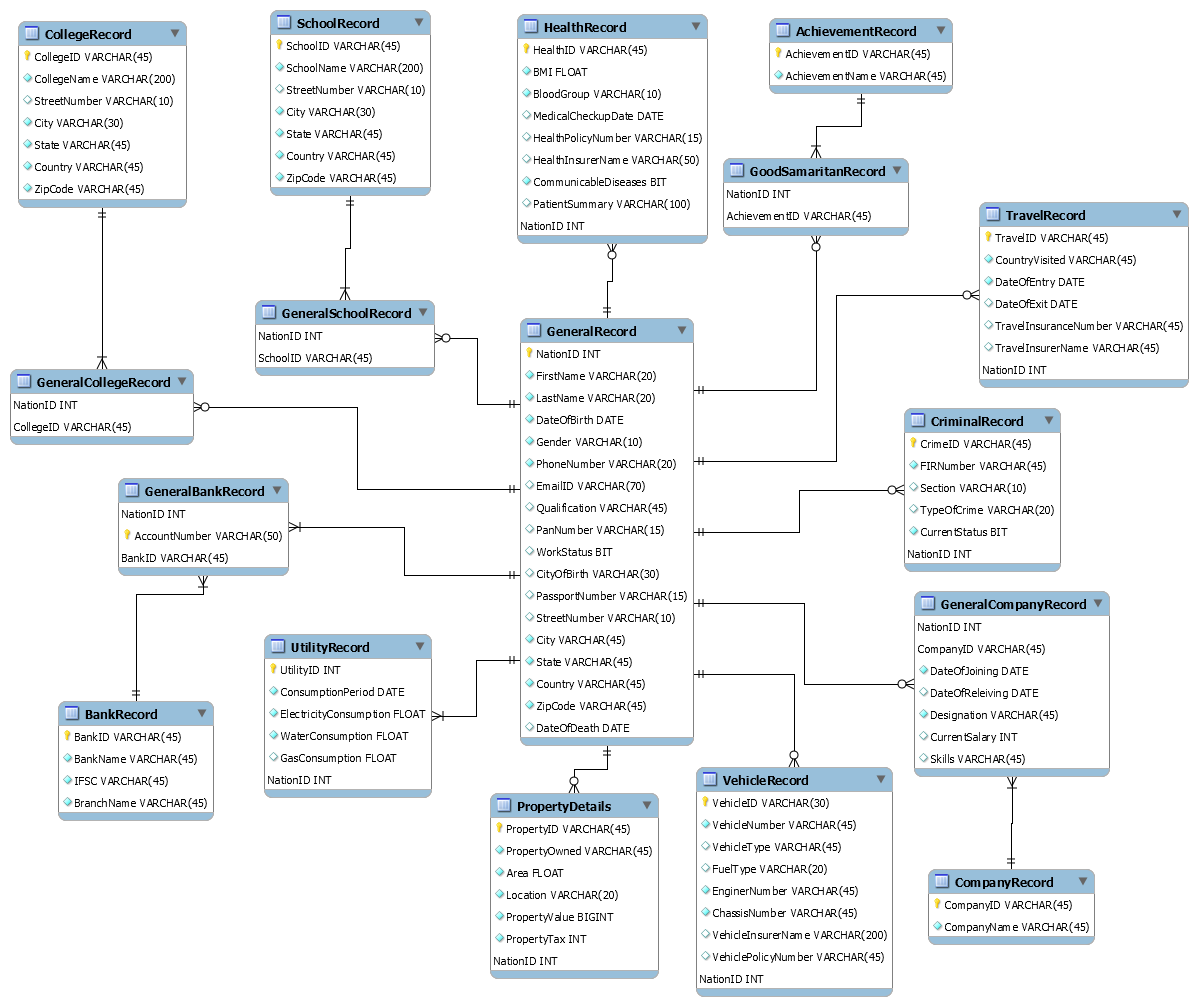 CollegeRecord
CollegeID VARCHAR(45)
CollegeName VARCHAR(200)
StreetNumber VARCHAR(10)
City VARCHAR(30)
State VARCHAR(45)
Country VARCHAR(45)
ZipCode VARCHAR(45)
SchoolRecord
SchoolID VARCHAR(45)
SchoolName VARCHAR(200)
StreetNumber VARCHAR(10)
City VARCHAR(30)
State VARCHAR(45)
Country VARCHAR(45)
ZipCode VARCHAR(45)
HealthRecord
HealthID VARCHAR(45)
BMI FLOAT
BloodGroup VARCHAR(10)
MedicalCheckupDate DATE
HealthPolicyNumber VARCHAR(15)
HealthInsurerName VARCHAR(50)
CommunicableDiseases BIT
PatientSummary VARCHAR(100)
NationID INT
AchievementRecord
AchievementID VARCHAR(45)
AchievementName VARCHAR(45)
GoodSamaritanRecord
NationID INT
AchievementID VARCHAR(45)
TravelRecord
TravelID VARCHAR(45)
CountryVisited VARCHAR(45)
DateOfEntry DATE
DateOfExit DATE
TravelInsuranceNumber VARCHAR(45)
TravelInsurerName VARCHAR(45)
NationID INT
GeneralSchoolRecord
NationID INT
SchoolID VARCHAR(45)
GeneralCollegeRecord
NationID INT
CollegeID VARCHAR(45)
GeneralRecord
NationID INT
FirstName VARCHAR(20)
LastName VARCHAR(20)
DateOfBirth DATE
Gender VARCHAR(10)
PhoneNumber VARCHAR(20)
EmailID VARCHAR(70)
Qualification VARCHAR(45)
PanNumber VARCHAR(15)
WorkStatus BIT
CityOfBirth VARCHAR(30)
PassportNumber VARCHAR(15)
StreetNumber VARCHAR(10)
City VARCHAR(45)
State VARCHAR(45)
Country VARCHAR(45)
ZipCode VARCHAR(45)
DateOfDeath DATE
CriminalRecord
CrimeID VARCHAR(45)
FIRNumber VARCHAR(45)
Section VARCHAR(10)
TypeOfCrime VARCHAR(20)
CurrentStatus BIT
NationID INT
GeneralBankRecord
NationID INT
AccountNumber VARCHAR(50)
BankID VARCHAR(45)
GeneralCompanyRecord
NationID INT
CompanyID VARCHAR(45)
DateOfJoining DATE
DateOfReleiving DATE
Designation VARCHAR(45)
CurrentSalary INT
Skills VARCHAR(45)
UtilityRecord
UtilityID INT
ConsumptionPeriod DATE
ElectricityConsumption FLOAT
WaterConsumption FLOAT
GasConsumption FLOAT
NationID INT
BankRecord
BankID VARCHAR(45)
BankName VARCHAR(45)
IFSC VARCHAR(45)
BranchName VARCHAR(45)
PropertyDetails
PropertyID VARCHAR(45)
PropertyOwned VARCHAR(45)
Area FLOAT
Location VARCHAR(20)
PropertyValue BIGINT
PropertyTax INT
NationID INT
VehicleRecord
VehicleID VARCHAR(30)
VehicleNumber VARCHAR(45)
VehicleType VARCHAR(45)
FuelType VARCHAR(20)
EnginerNumber VARCHAR(45)
ChassisNumber VARCHAR(45)
VehicleInsurerName VARCHAR(200)
VehiclePolicyNumber VARCHAR(45)
NationID INT
CompanyRecord
CompanyID VARCHAR(45)
CompanyName VARCHAR(45)